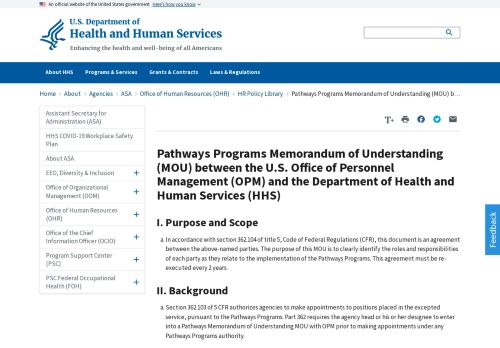 An official website of the United States government Here's how you know
U.S. Department of
Health and Human Services
Enhancing the health and well-being of all Americans
About HHS Programs & Services Grants & Contracts Laws & Regulations
Home > About > Agencies > ASA > Office of Human Resources (OHR) > HR Policy Library > Pathways Programs Memorandum of Understanding (MOU) b...
Assistant Secretary for
Administration (ASA)
HHS COVID-19 Workplace Safety
Plan
About ASA
EEO, Diversity & Inclusion
Office of Organizational
Management (OOM)
Office of Human Resources
(OHR)
Office of the Chief
Information Officer (OCIO)
Program Support Center
(PSC)
PSC Federal Occupational
Health (FOH)
T+
Pathways Programs Memorandum of Understanding
(MOU) between the U.S. Office of Personnel
Management (OPM) and the Department of Health and
Human Services (HHS)
I. Purpose and Scope
a. In accordance with section 362.104 of title 5, Code of Federal Regulations (CFR), this document is an agreement
between the above-named parties. The purpose of this MOU is to clearly identify the roles and responsibilities of
each party as they relate to the implementation of the Pathways Programs. This agreement must be re-
executed every 2 years.
II. Background
a. Section 302.103 of 5 CFR authorizes agencies to make appointments to positions placed in the excepted
service, pursuant to the Pathways Programs. Part 362 requires the agency head or his or her designee to enter
into a Pathways Memorandum of Understanding MOU with OPM prior to making appointments under any
Pathways Programs authority.
Feedback